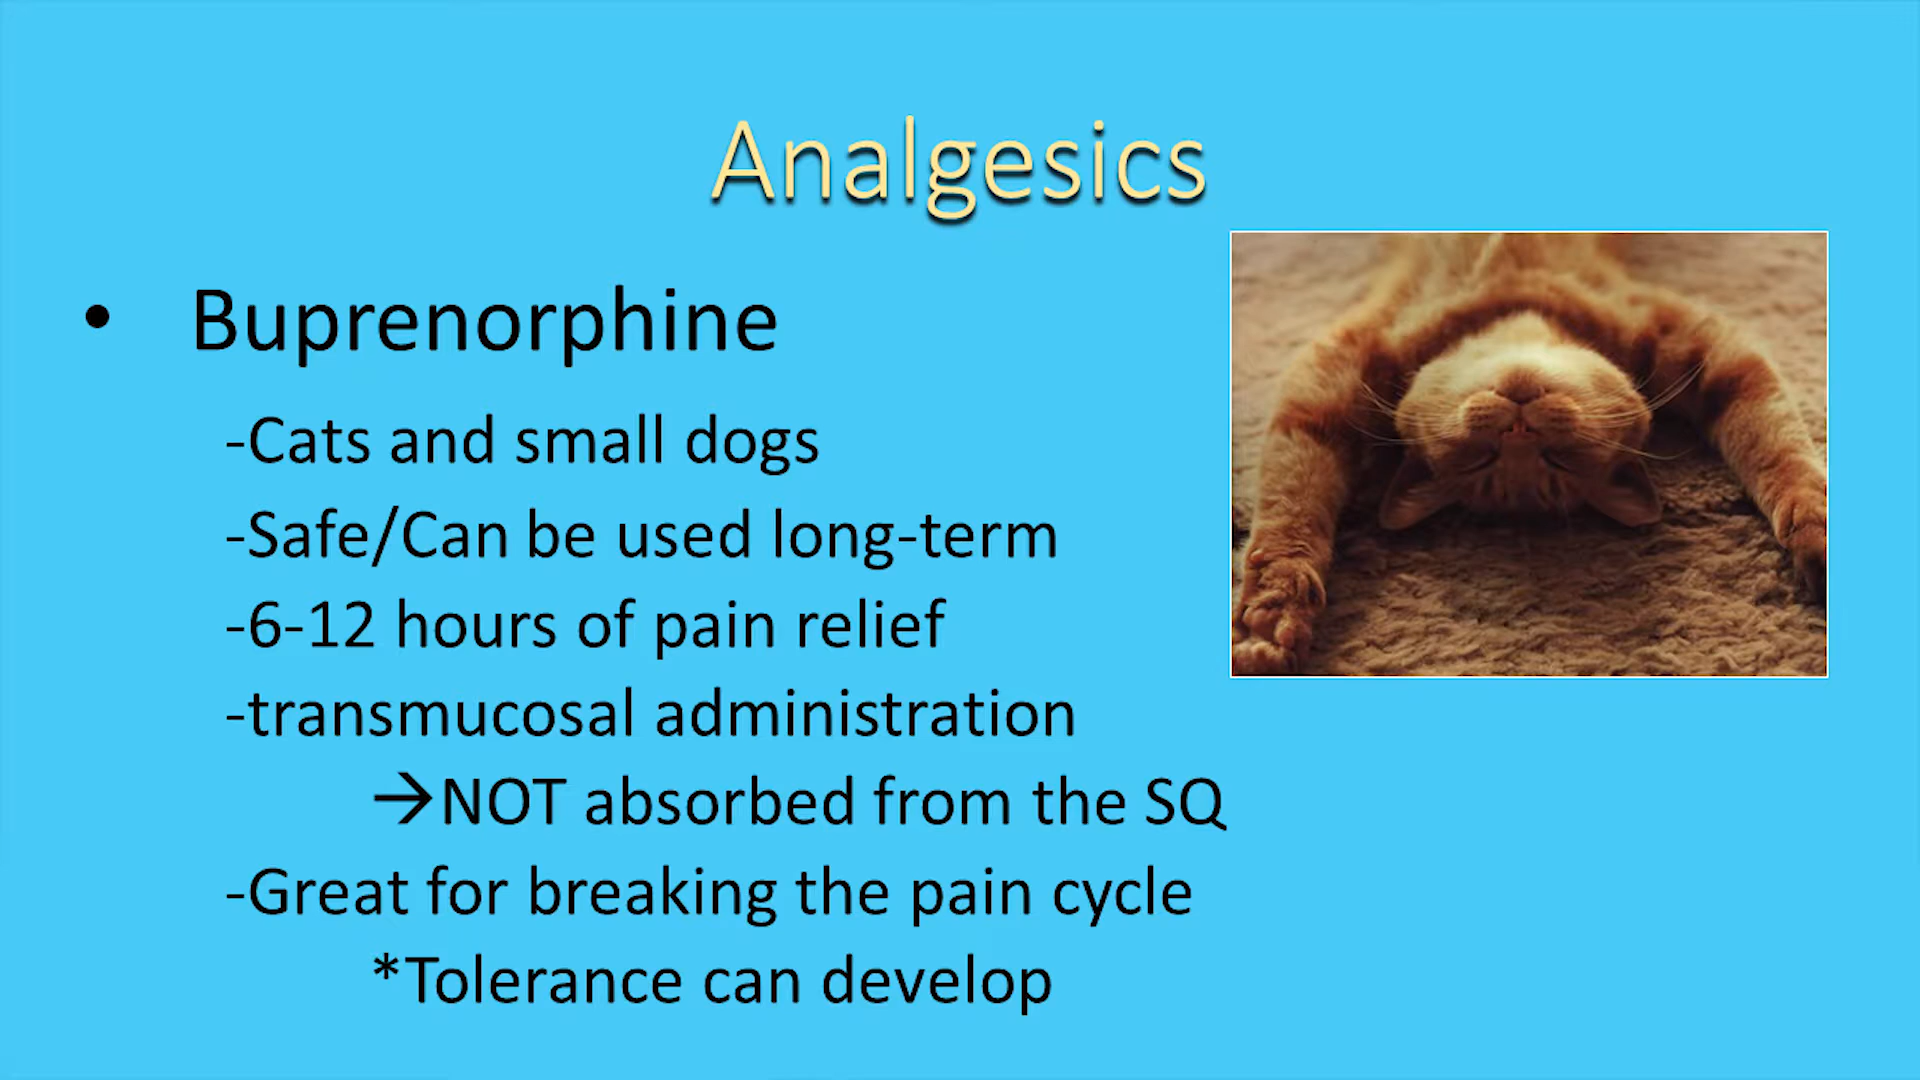 Analgesics
• Buprenorphine
-Cats and small dogs
-Safe/Can be used long-term
-6-12 hours of pain relief
-transmucosal administration
→NOT absorbed from the SQ
-Great for breaking the pain cycle
*Tolerance can develop